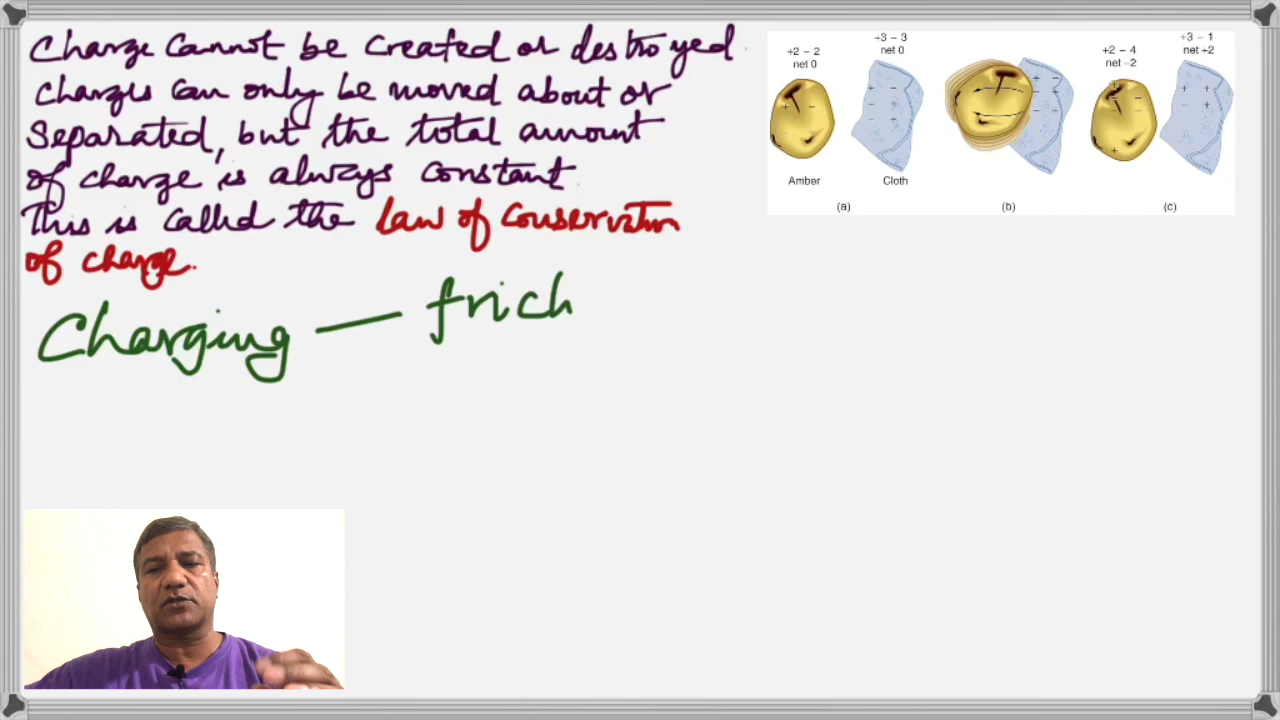 Charge cannot be created or destroyed
Charges can only be moved about or
separated, but the total amount
of charge is always constant
This is called the law of conservation
of charge.
Charging — frich
+2 − 2
net 0
+3 − 3
net 0
Amber
Cloth
(a)
(b)
+2 − 4
net −2
+3 − 1
net +2
(c)